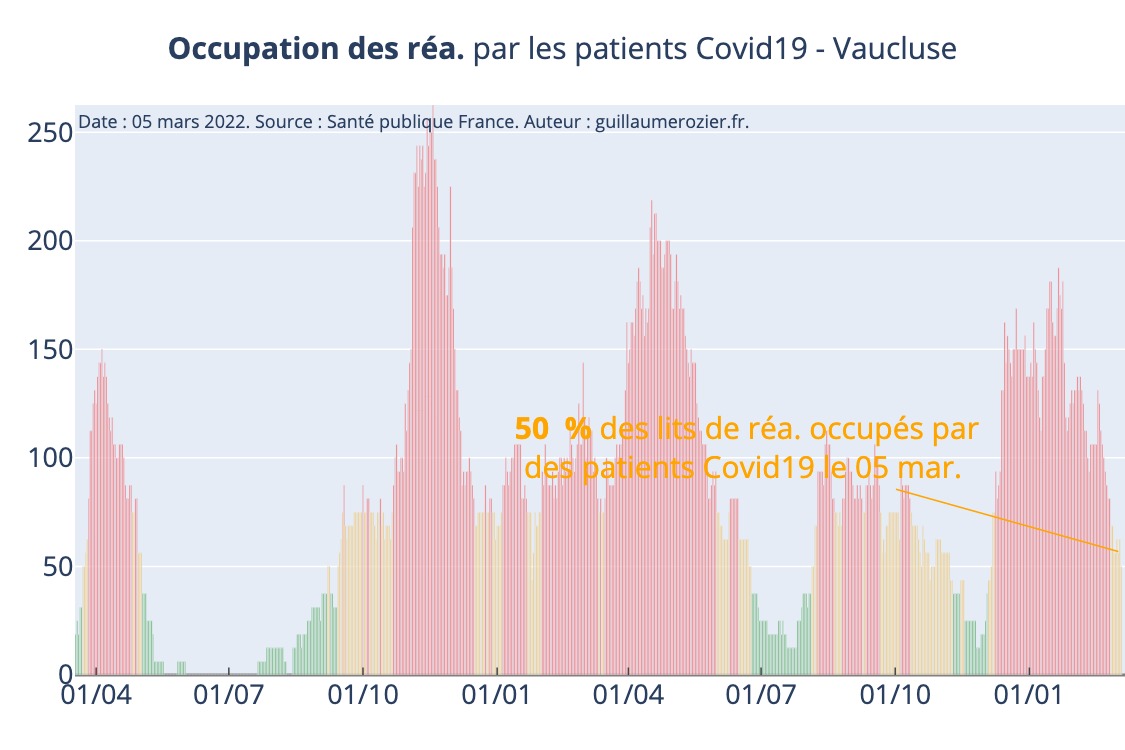 Occupation des réa. par les patients Covid19 - Vaucluse
Date : 05 mars 2022. Source : Santé publique France. Auteur : guillaumerozier.fr.
250
200
150
100
50
0
50 % des lits de réa. occupés par
des patients Covid19 le 05 mar.
01/04 01/07 01/10 01/01 01/04 01/07 01/10 01/01